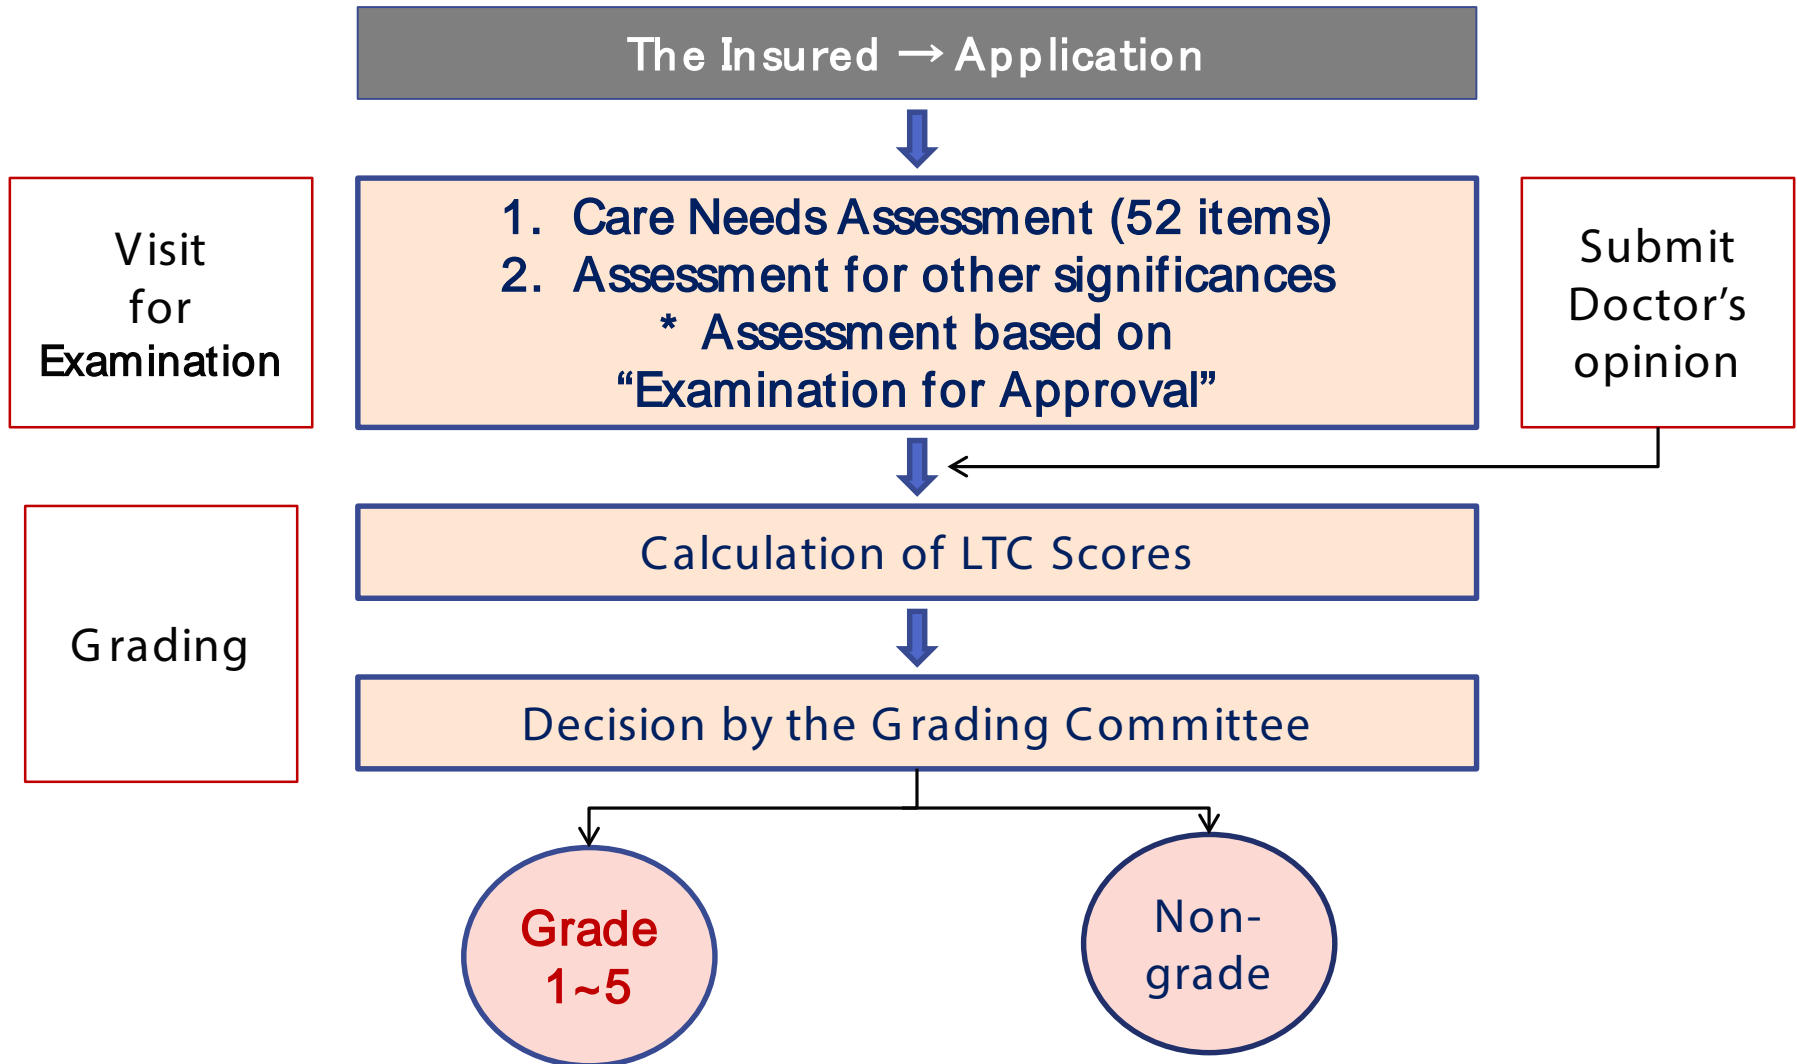 The Insured → Application
Visit
for
Examination
1. Care Needs Assessment (52 items)
2. Assessment for other significances
* Assessment based on
“Examination for Approval”
Submit
Doctor’s
opinion
Grading
Calculation of LTC Scores
Decision by the Grading Committee
Grade
1~5
Non-
grade